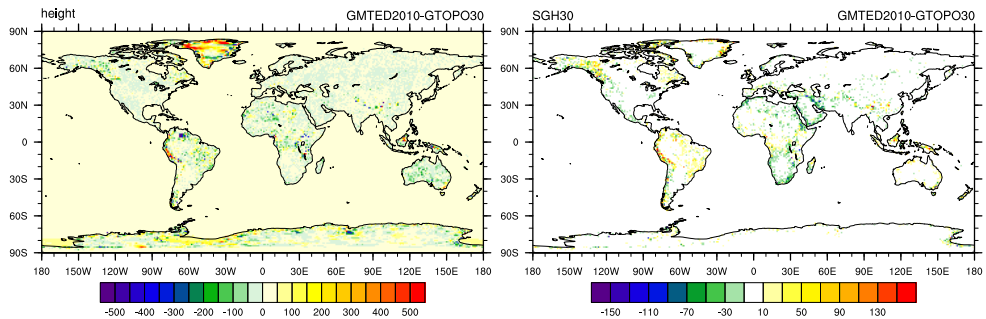 height GMTED2010-GTOPO30
90N
60N
30N
0
30S
60S
90S
180 150W 120W 90W 60W 30W 0 30E 60E 90E 120E 150E 180
-500 -400 -300 -200 -100 0 100 200 300 400 500
SGH30 GMTED2010-GTOPO30
90N
60N
30N
0
30S
60S
90S
180 150W 120W 90W 60W 30W 0 30E 60E 90E 120E 150E 180
-150 -110 -70 -30 10 50 90 130